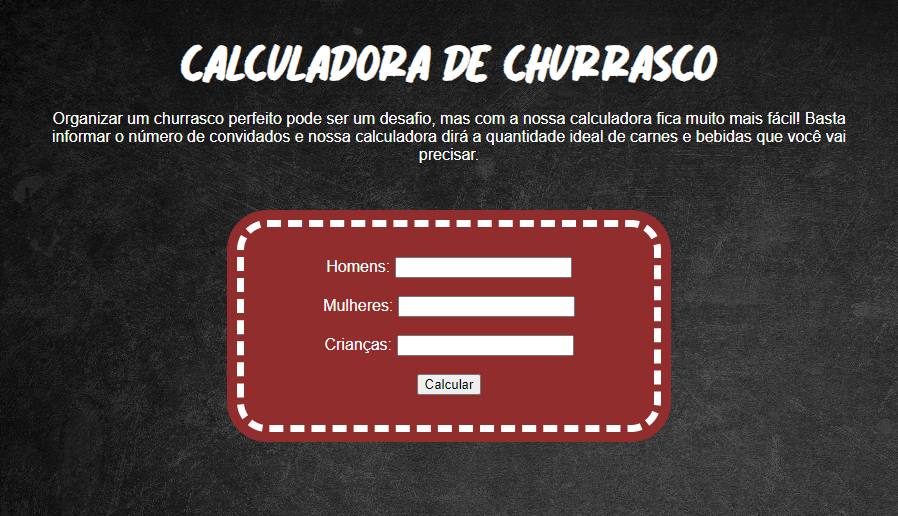 CALCULADORA DE CHURRASCO
Organizar um churrasco perfeito pode ser um desafio, mas com a nossa calculadora fica muito mais fácil! Basta
informar o número de convidados e nossa calculadora dirá a quantidade ideal de carnes e bebidas que você vai
precisar.
Homens:
Mulheres:
Crianças:
Calcular